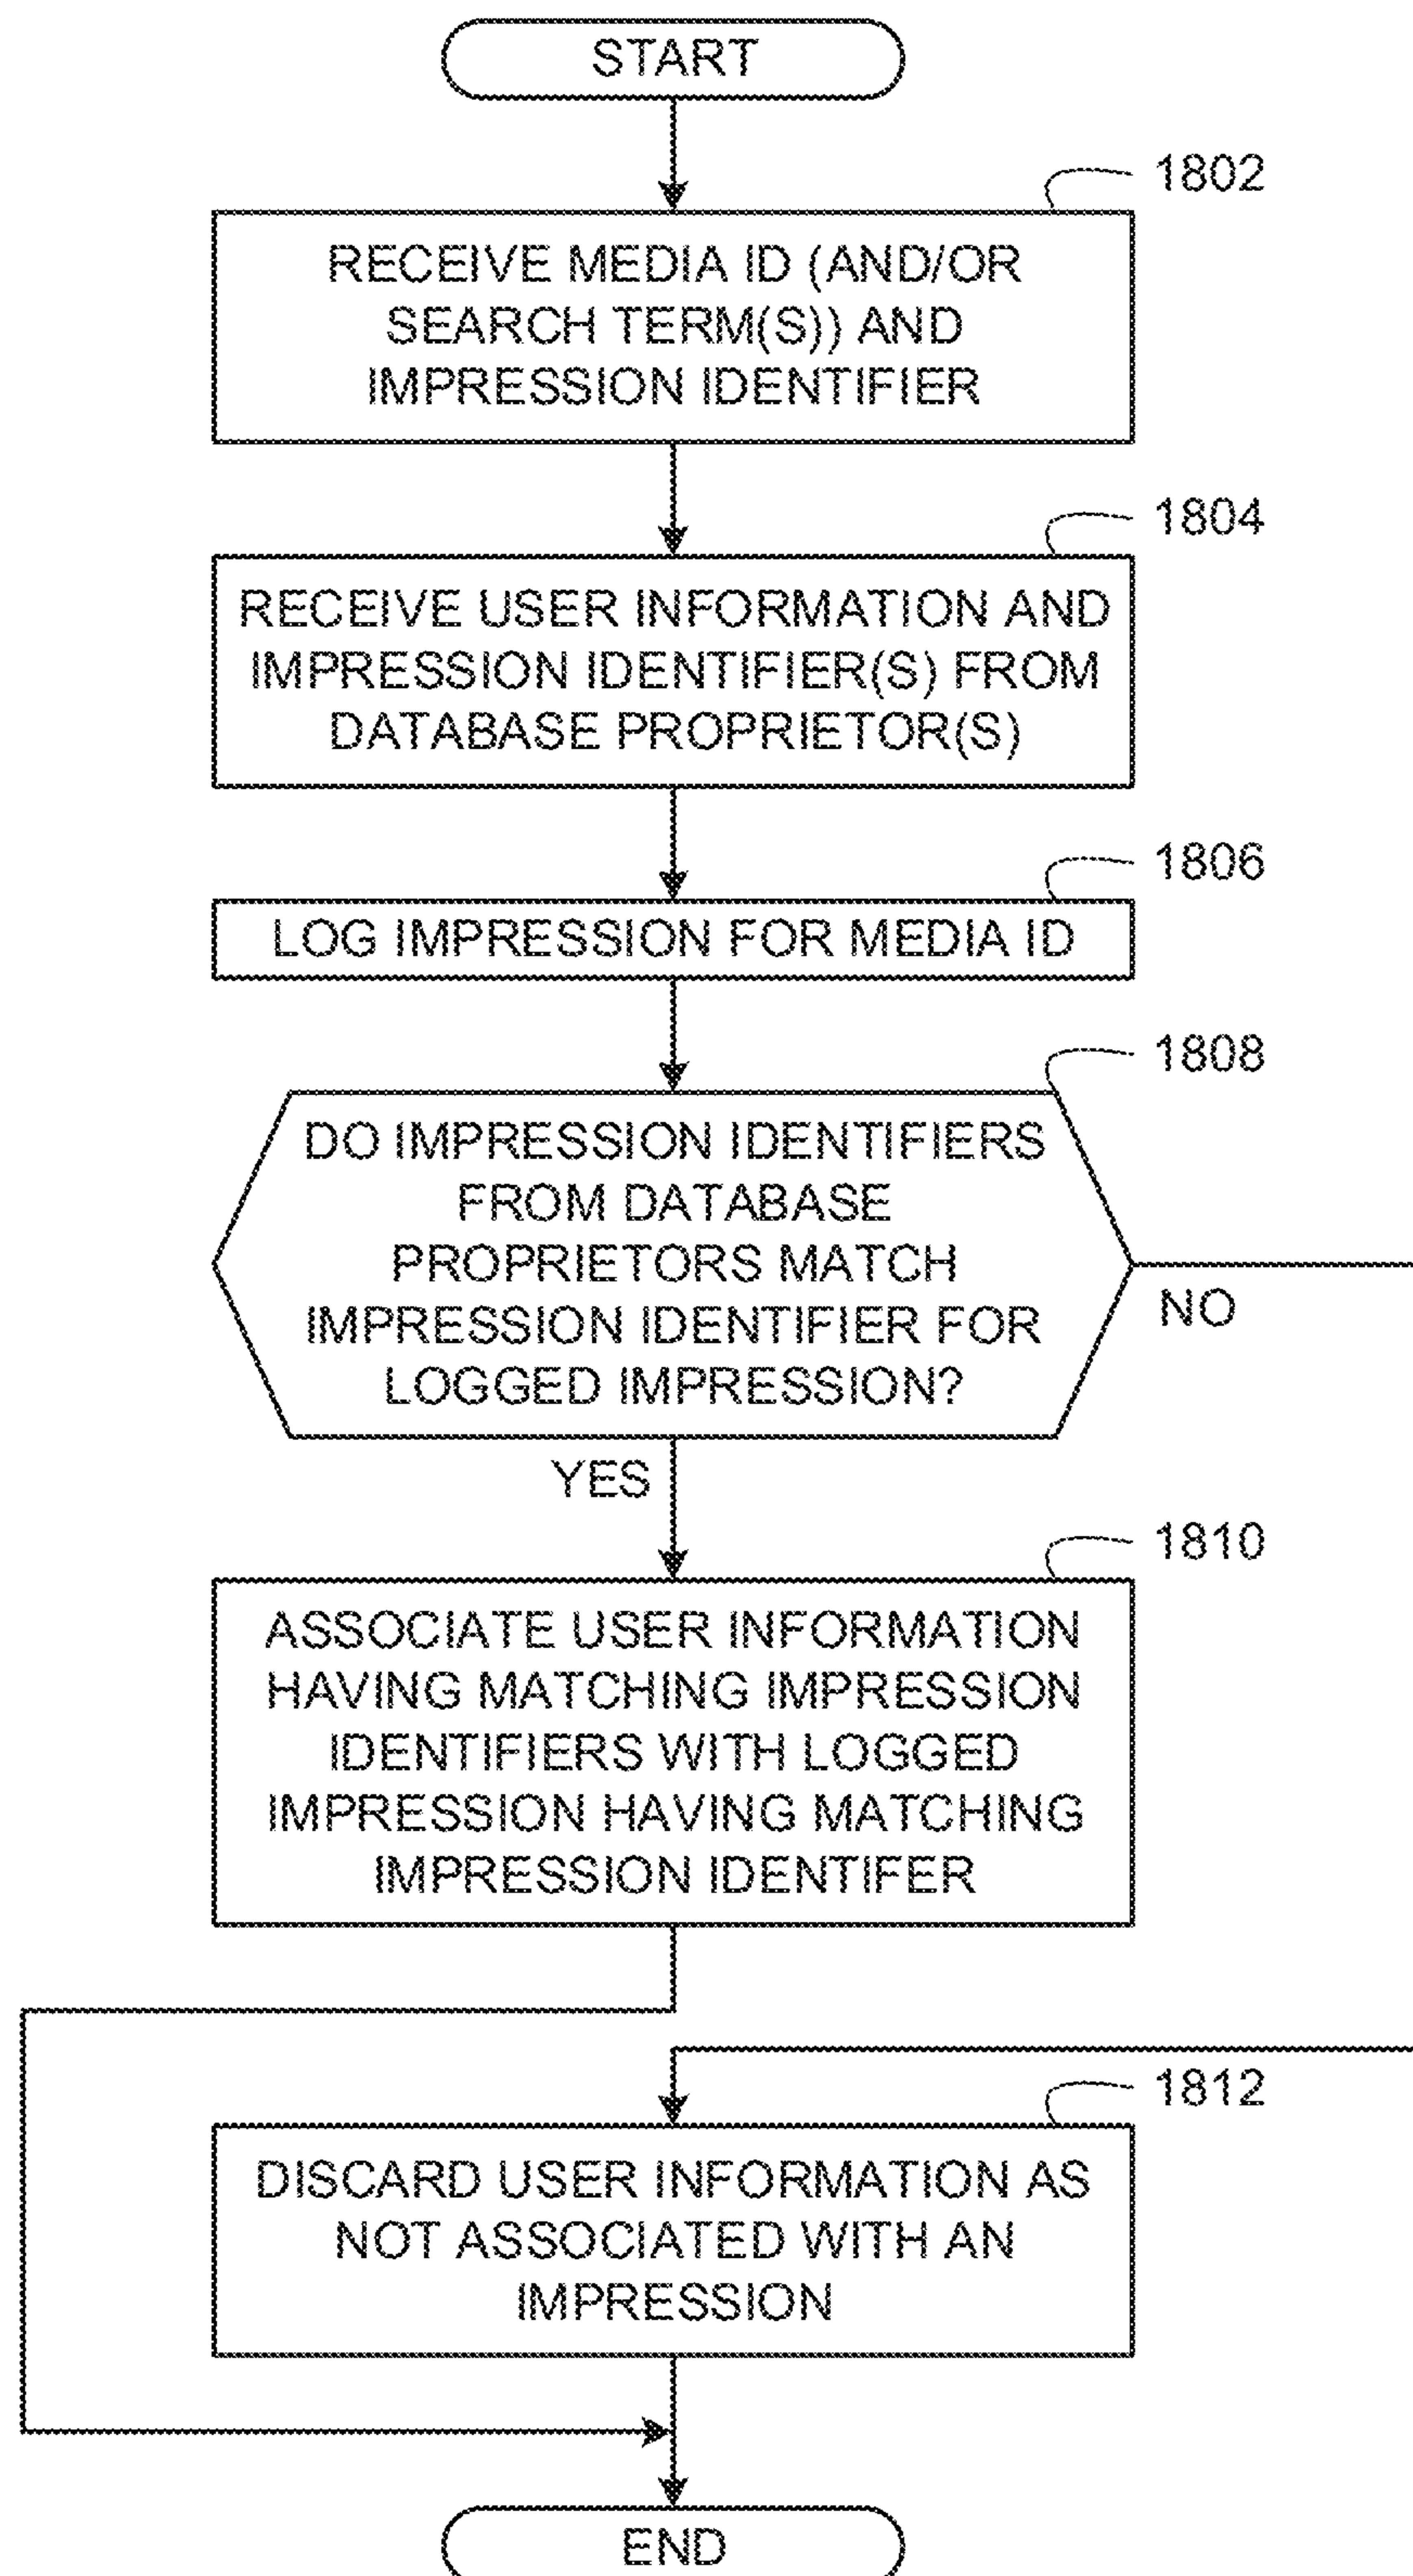 START
1802
RECEIVE MEDIA ID (AND/OR
SEARCH TERM(S)) AND
IMPRESSION IDENTIFIER
1804
RECEIVE USER INFORMATION AND
IMPRESSION IDENTIFIER(S) FROM
DATABASE PROPRIETOR(S)
1806
LOG IMPRESSION FOR MEDIA ID
1808
DO IMPRESSION IDENTIFIERS
FROM DATABASE
PROPRIETORS MATCH
IMPRESSION IDENTIFIER FOR
LOGGED IMPRESSION?
NO
YES
1810
ASSOCIATE USER INFORMATION
HAVING MATCHING IMPRESSION
IDENTIFIERS WITH LOGGED
IMPRESSION HAVING MATCHING
IMPRESSION IDENTIFER
1812
DISCARD USER INFORMATION AS
NOT ASSOCIATED WITH AN
IMPRESSION
END